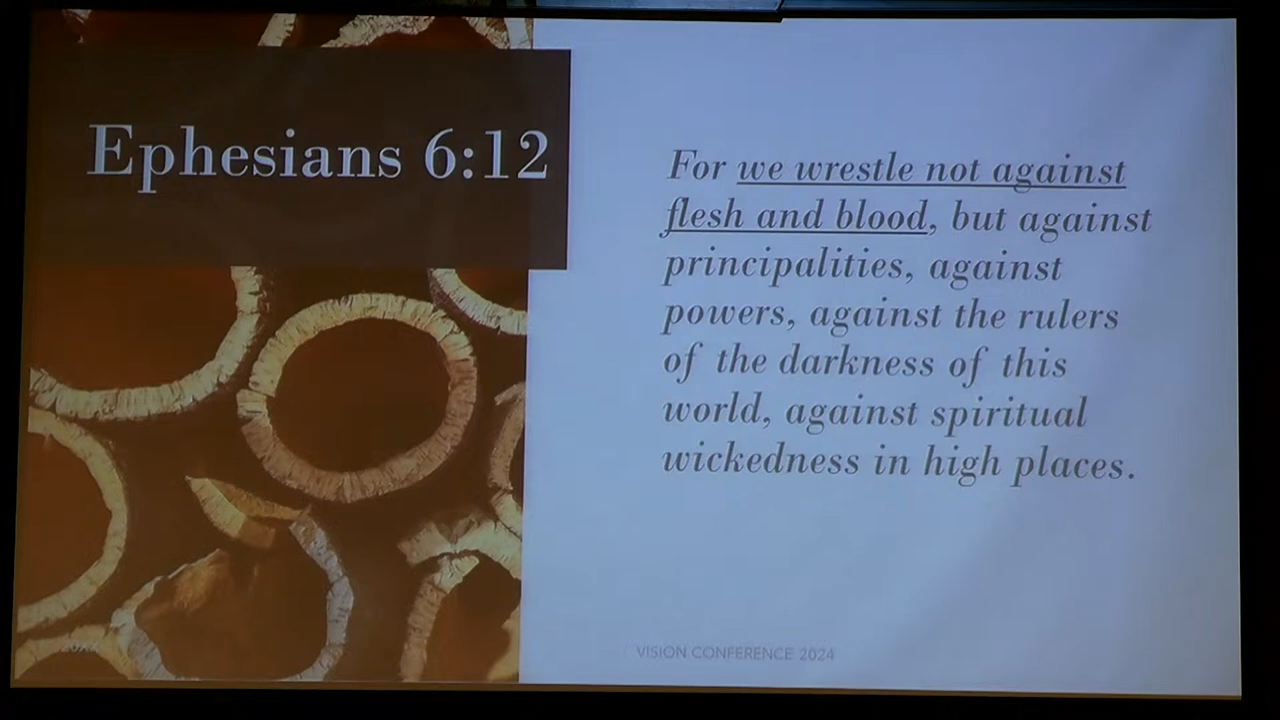 Ephesians 6:12
For we wrestle not against
flesh and blood, but against
principalities, against
powers, against the rulers
of the darkness of this
world, against spiritual
wickedness in high places.
VISION CONFERENCE 2024